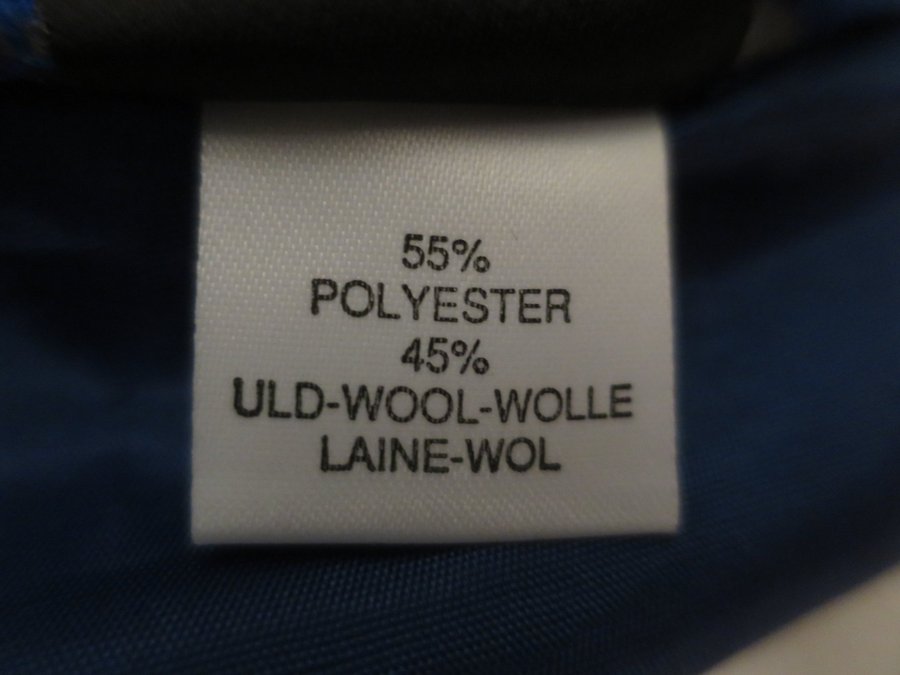 55%
POLYESTER
45%
ULD-WOOL-WOLLE
LAINE-WOL